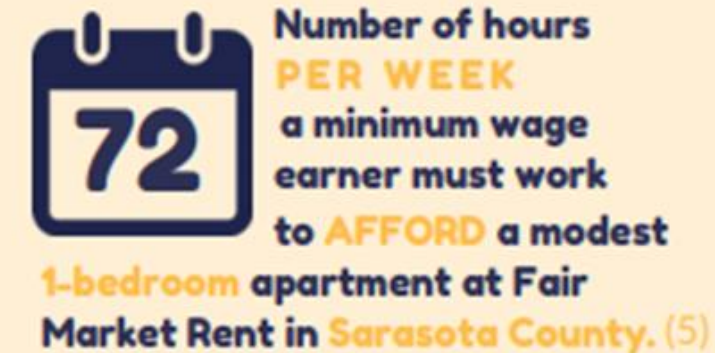 72
Number of hours
PER WEEK
a minimum wage
earner must work
to AFFORD a modest
1-bedroom apartment at Fair
Market Rent in Sarasota County. (5)